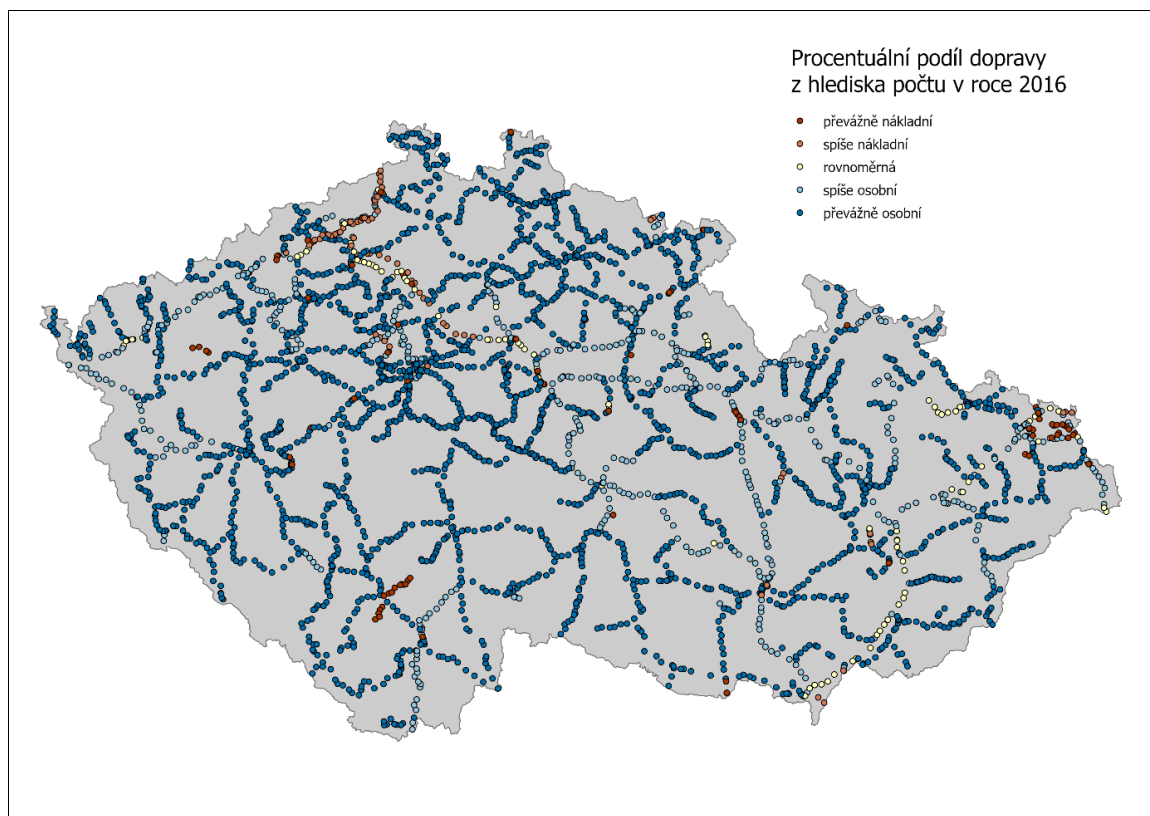 Procentuální podíl dopravy
z hlediska počtu v roce 2016
převážně nákladní
spíše nákladní
rovnoměrná
spíše osobní
převážně osobní